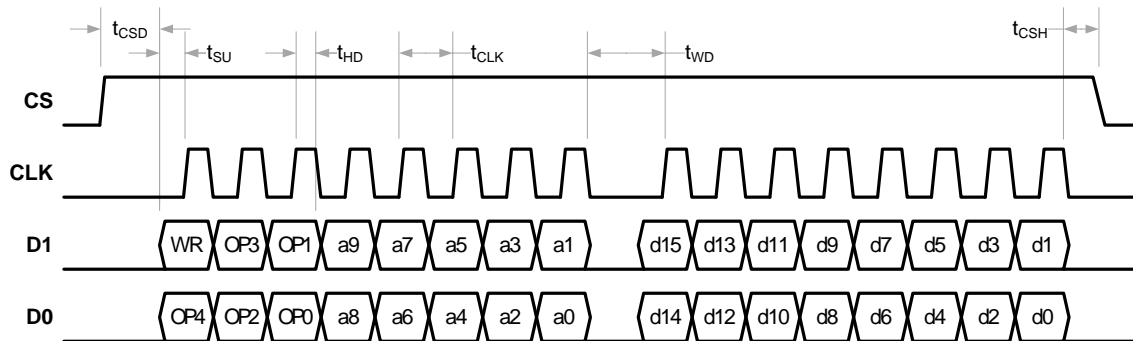 tCSD tCSH
tSU tHD tCLK tWD
CS
CLK
D1 WR OP3 OP1 a9 a7 a5 a3 a1 d15 d13 d11 d9 d7 d5 d3 d1
D0 OP4 OP2 OP0 a8 a6 a4 a2 a0 d14 d12 d10 d8 d6 d4 d2 d0